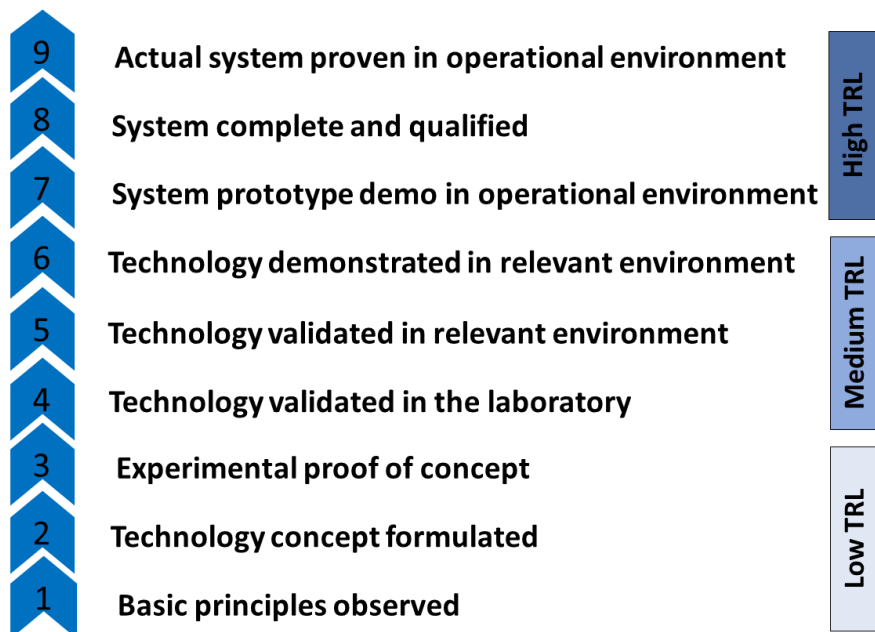 9 Actual system proven in operational environment
8 System complete and qualified
7 System prototype demo in operational environment
High TRL
6 Technology demonstrated in relevant environment
5 Technology validated in relevant environment
4 Technology validated in the laboratory
Medium TRL
3 Experimental proof of concept
2 Technology concept formulated
1 Basic principles observed
Low TRL